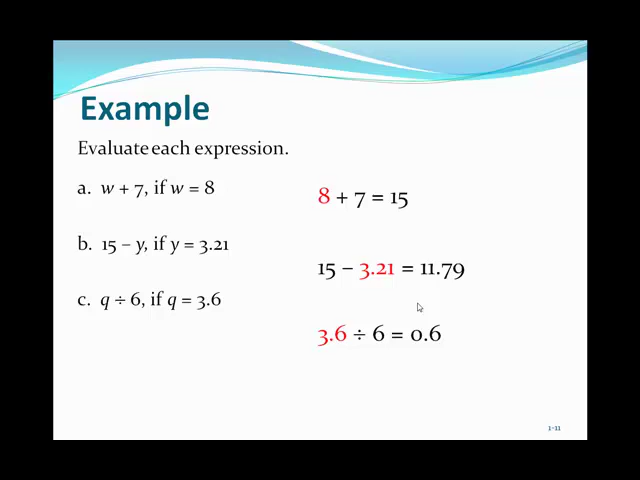 Example
Evaluate each expression.
a. w + 7, if w = 8
8 + 7 = 15
b. 15 – y, if y = 3.21
15 – 3.21 = 11.79
c. q ÷ 6, if q = 3.6
3.6 ÷ 6 = 0.6
1-11